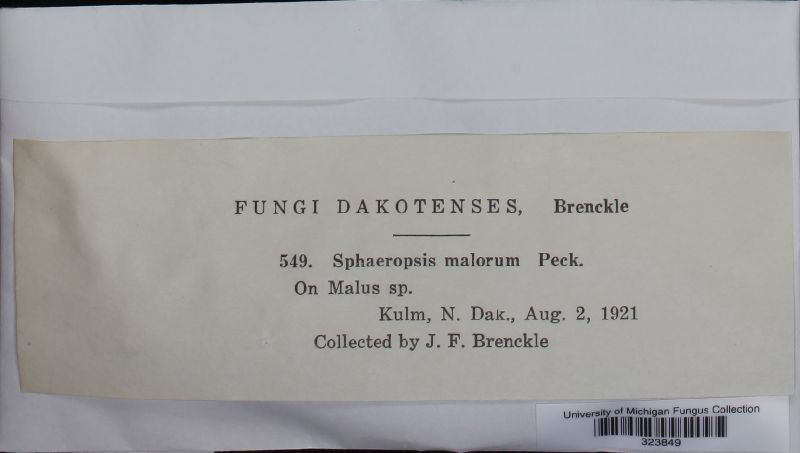 FUNGI DAKOTENSES, Brenckle
549. Sphaeropsis malorum Peck.
On Malus sp.
Kulm, N. Dak., Aug. 2, 1921
Collected by J. F. Brenckle
University of Michigan Fungus Collection
323849